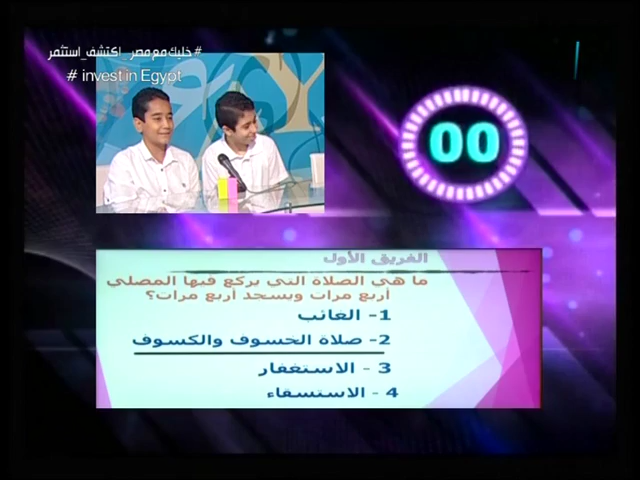 #خليك_مع_مصر_اكتشف_استثمر
# invest in Egypt
00
الفريق الأول
ما هي الصلاة التي يركع فيها المصلي
أربع مرات ويسجد أربع مرات؟
1- الغائب
2- صلاة الخسوف والكسوف
3 - الاستغفار
4 - الاستسقاء